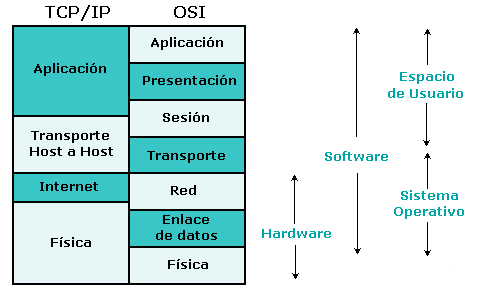 TCP/IP
OSI
Aplicación
Transporte
Host a Host
Internet
Física
Aplicación
Presentación
Sesión
Transporte
Red
Enlace
de datos
Física
Hardware
Software
Espacio
de Usuario
Sistema
Operativo